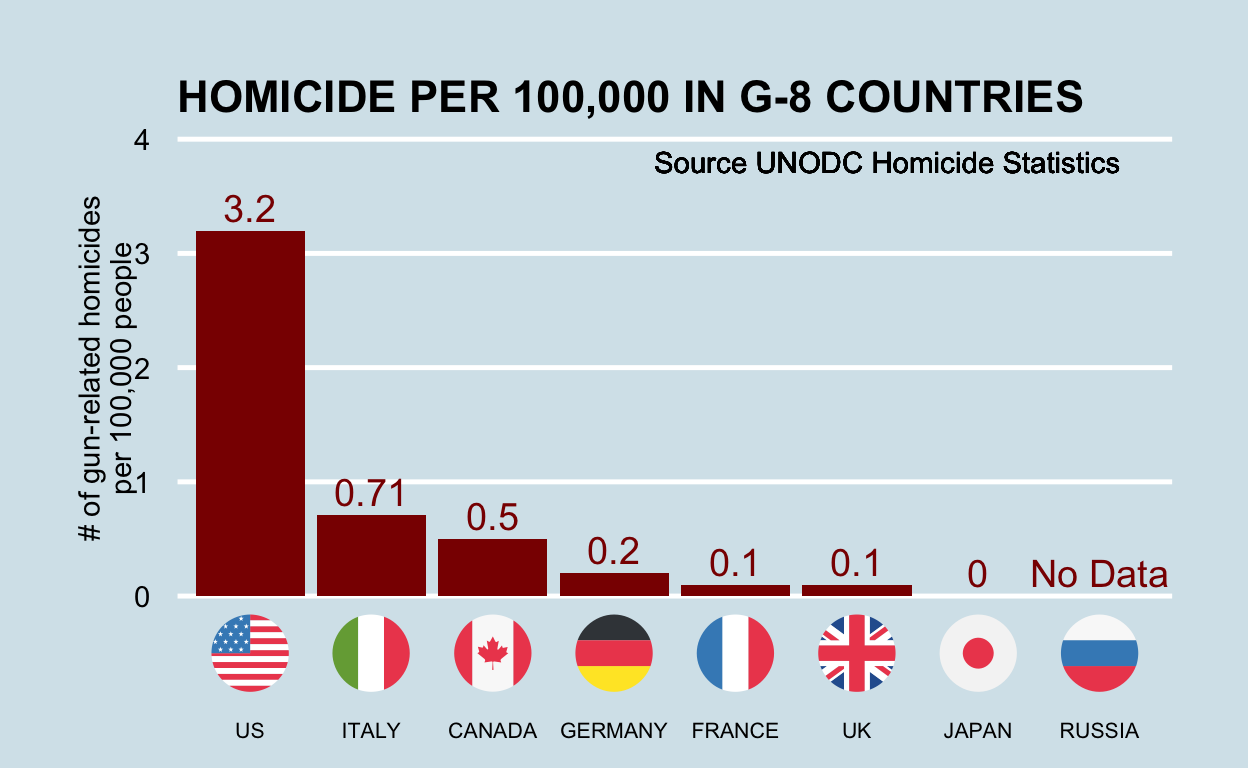 HOMICIDE PER 100,000 IN G-8 COUNTRIES
Source UNODC Homicide Statistics
# of gun-related homicides
per 100,000 people
4
3
2
1
0
3.2
0.71
0.5
0.2
0.1
0.1
0
No Data
US
ITALY
CANADA
GERMANY
FRANCE
UK
JAPAN
RUSSIA